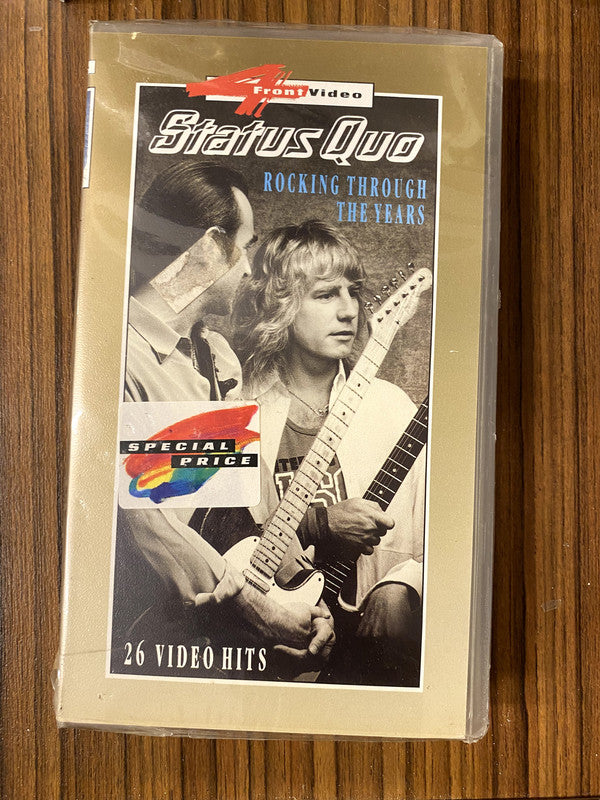 4 Front Video
Status Quo
ROCKING THROUGH
THE YEARS
SPECIAL
PRICE
26 VIDEO HITS